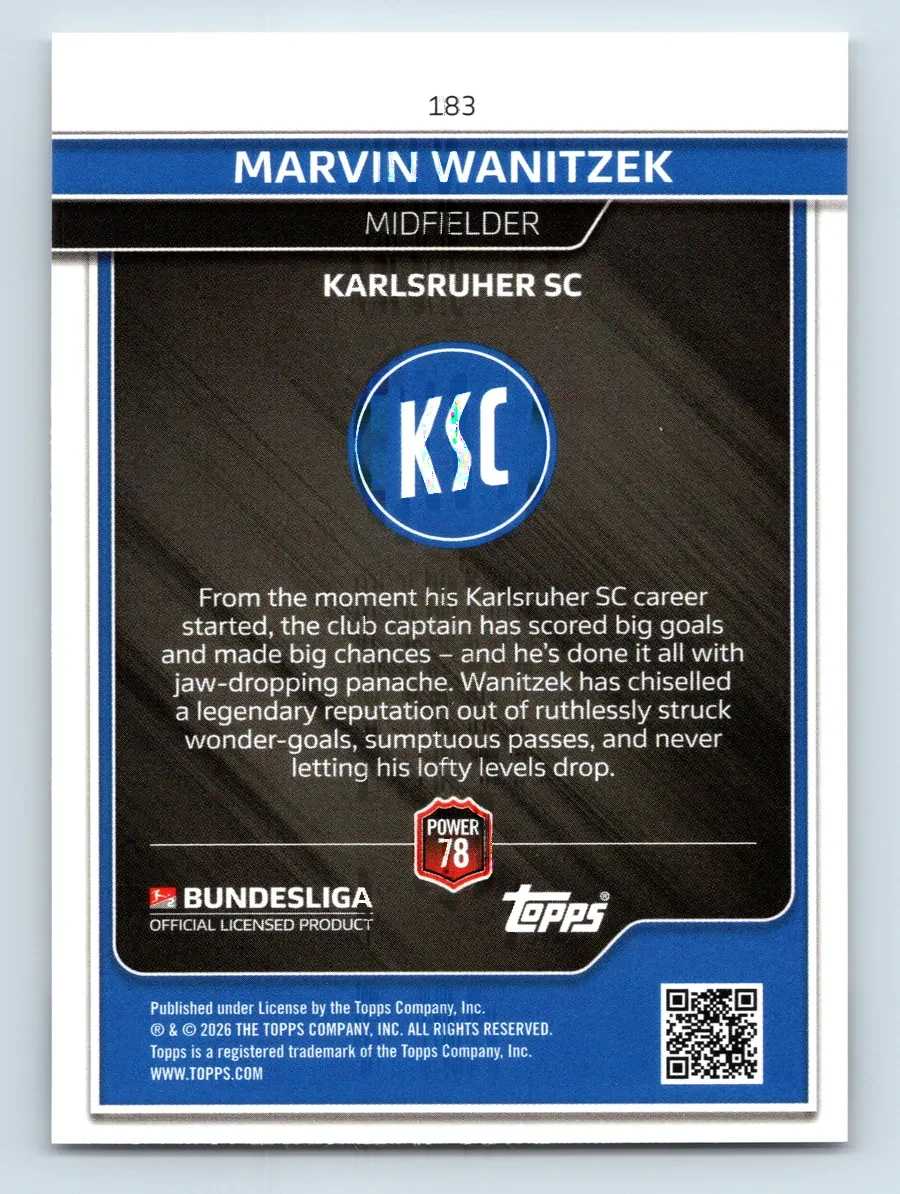 183
MARVIN WANITZEK
MIDFIELDER
KARLSRUHER SC
KSC
From the moment his Karlsruher SC career
started, the club captain has scored big goals
and made big chances – and he's done it all with
jaw-dropping panache. Wanitzek has chiselled
a legendary reputation out of ruthlessly struck
wonder-goals, sumptuous passes, and never
letting his lofty levels drop.
POWER
78
2 BUNDESLIGA
OFFICIAL LICENSED PRODUCT
topps®
Published under License by the Topps Company, Inc.
® & © 2026 THE TOPPS COMPANY, INC. ALL RIGHTS RESERVED.
Topps is a registered trademark of the Topps Company, Inc.
WWW.TOPPS.COM